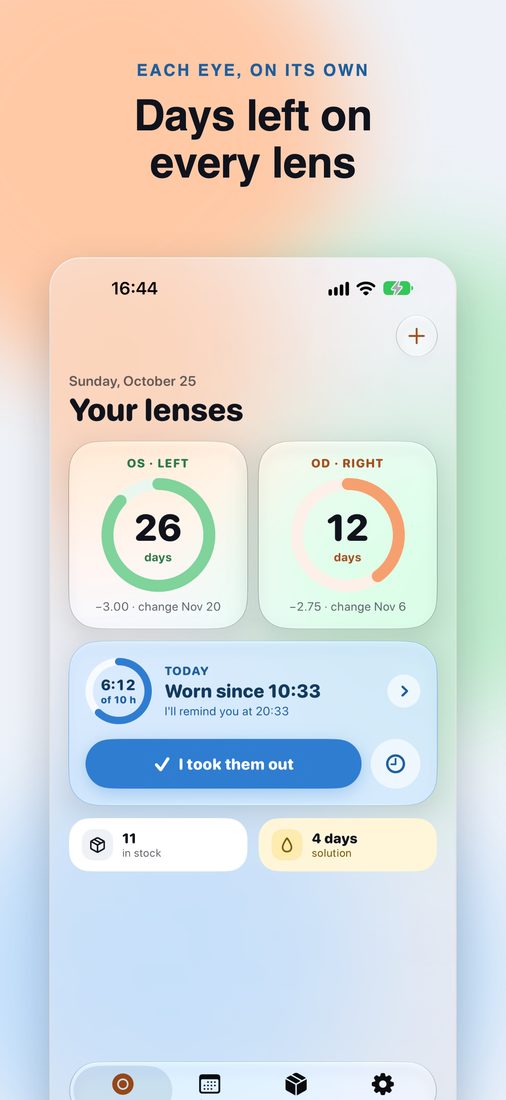 EACH EYE, ON ITS OWN
Days left on
every lens
16:44
Sunday, October 25
Your lenses
OS · LEFT
26
days
−3.00 · change Nov 20
OD · RIGHT
12
days
−2.75 · change Nov 6
6:12
of 10 h
TODAY
Worn since 10:33
I'll remind you at 20:33
I took them out
11
in stock
4 days
solution